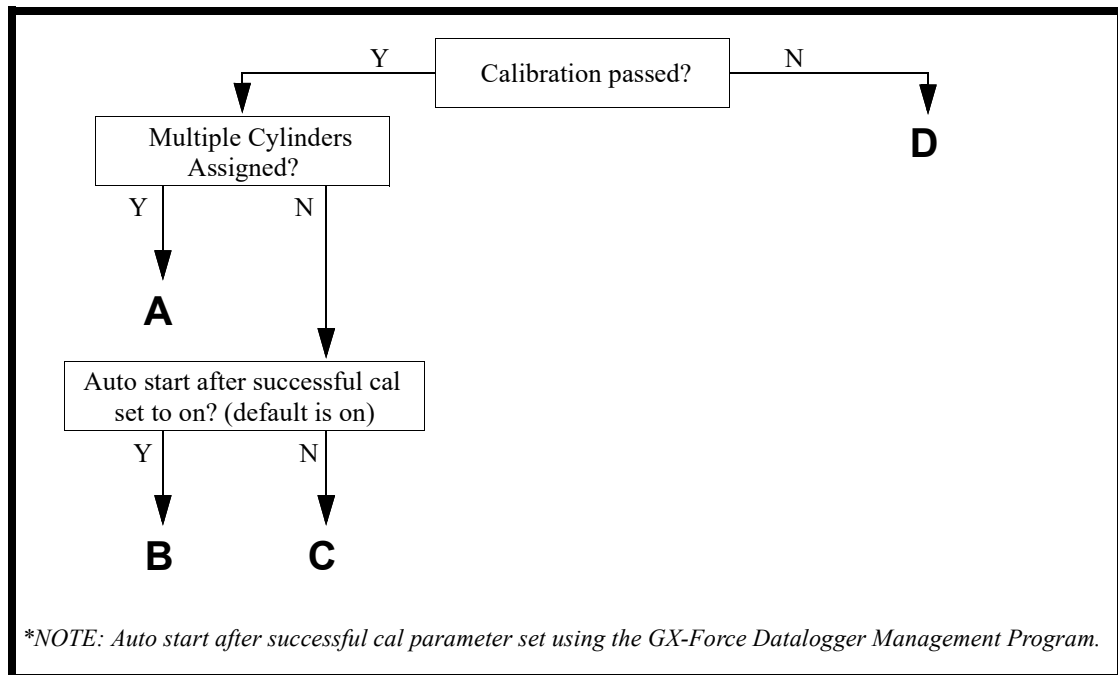 Y
Calibration passed?
N
Multiple Cylinders
Assigned?
D
Y
N
A
Auto start after successful cal
set to on? (default is on)
Y
N
B
C
*NOTE: Auto start after successful cal parameter set using the GX-Force Datalogger Management Program.